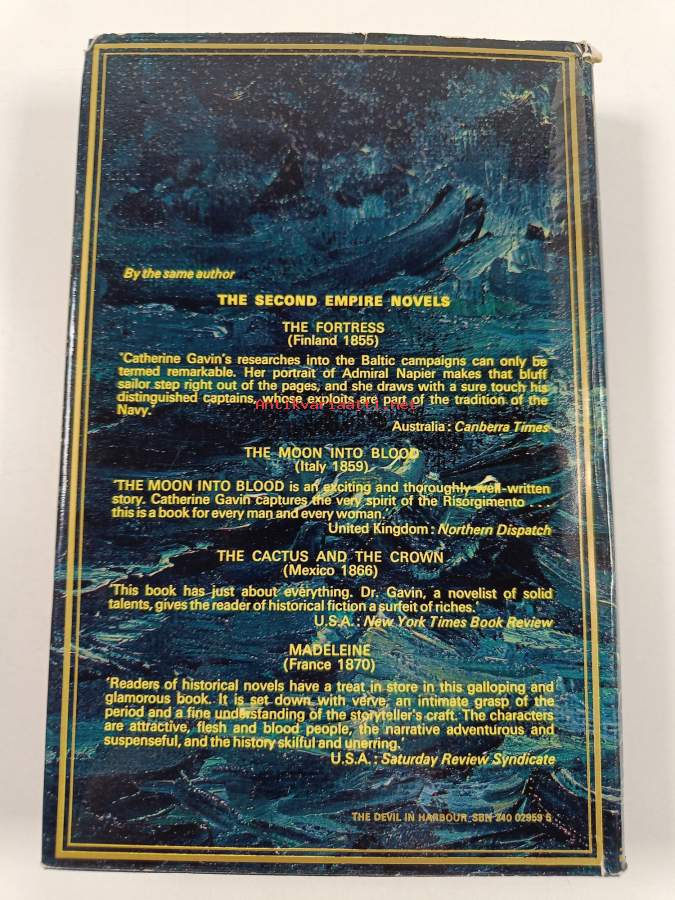 By the same author
THE SECOND EMPIRE NOVELS
THE FORTRESS
(Finland 1855)
'Catherine Gavin's researches into the Baltic campaigns can only be
termed remarkable. Her portrait of Admiral Napier makes that bluff
sailor step right out of the pages, and she draws with a sure touch his
distinguished captains, whose exploits are part of the tradition of the
Navy.'
Antikvariaatti.net
Australia: Canberra Times
THE MOON INTO BLOOD
(Italy 1859)
'THE MOON INTO BLOOD is an exciting and thoroughly well-written
story. Catherine Gavin captures the very spirit of the Risorgimento . . .
this is a book for every man and every woman.'
United Kingdom: Northern Dispatch
THE CACTUS AND THE CROWN
(Mexico 1866)
'This book has just about everything. Dr. Gavin, a novelist of solid
talents, gives the reader of historical fiction a surfeit of riches.'
U.S.A.: New York Times Book Review
MADELEINE
(France 1870)
'Readers of historical novels have a treat in store in this galloping and
glamorous book. It is set down with verve, an intimate grasp of the
period and a fine understanding of the storyteller's craft. The characters
are attractive, flesh and blood people, the narrative adventurous and
suspenseful, and the history skilful and unerring.'
U.S.A.: Saturday Review Syndicate
THE DEVIL IN HARBOUR SBN 340 02959 5